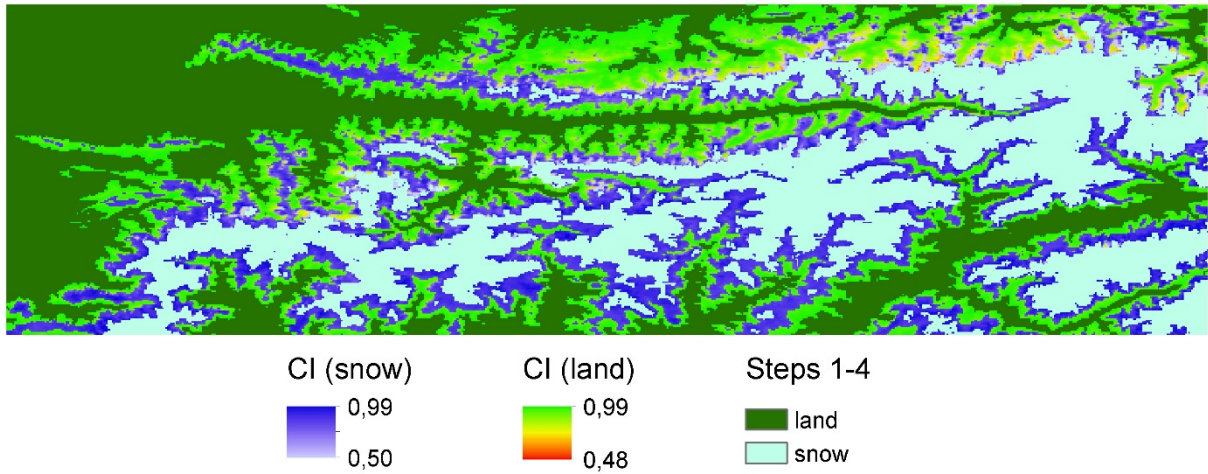 CI (snow)
0,99
0,50
CI (land)
0,99
0,48
Steps 1-4
land
snow